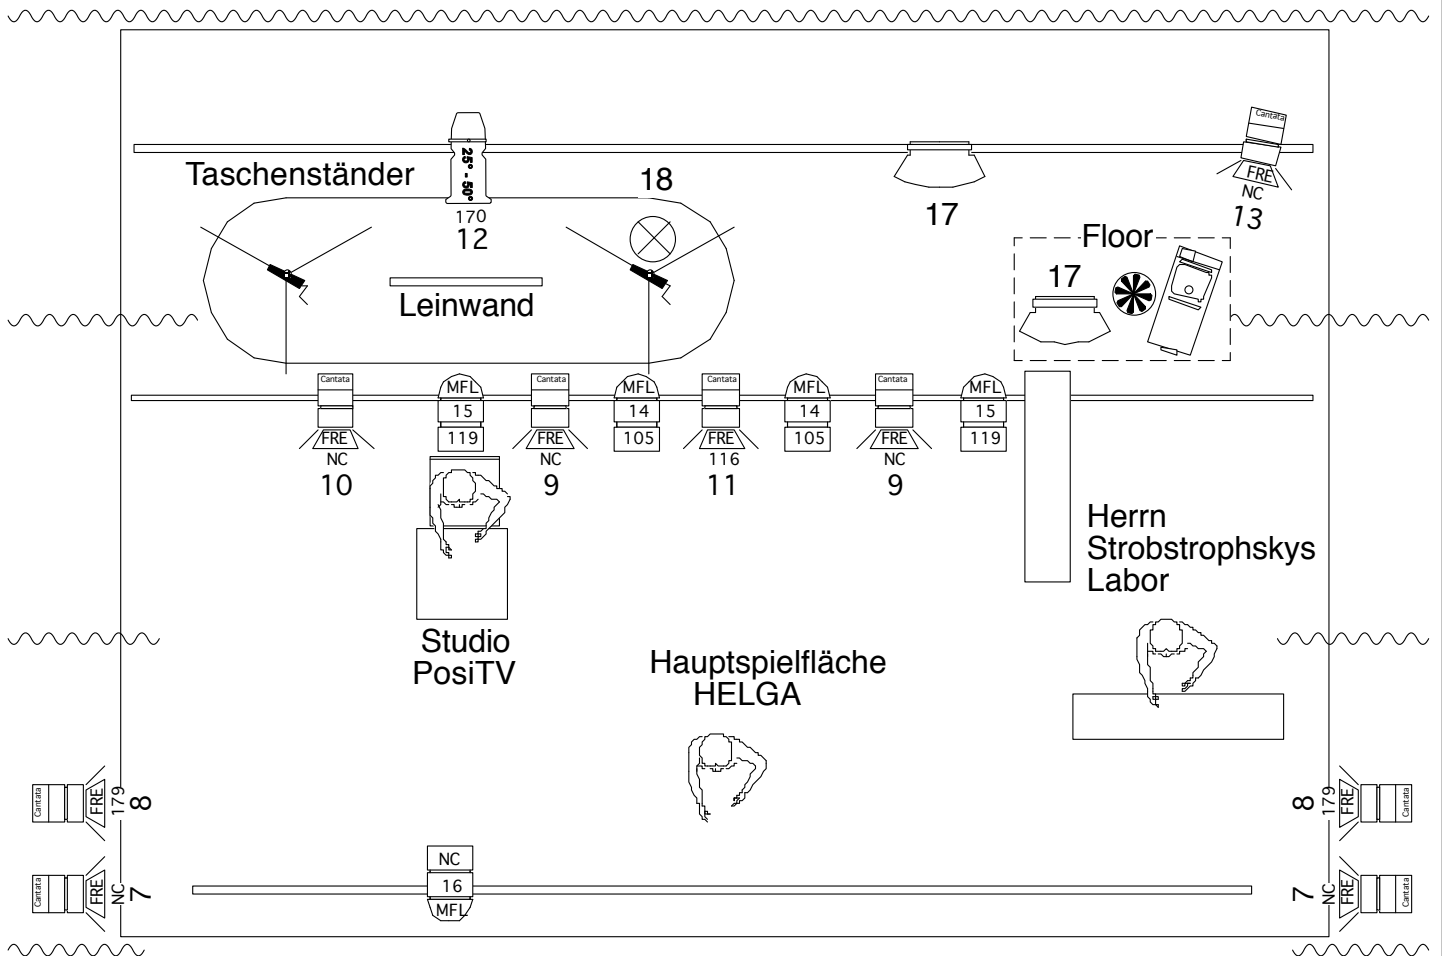 Cantata
FRE
NC
13
25° - 50°
170
12
Taschenständer
18
17
Floor
17
Leinwand
Cantata
FRE
NC
10
MFL
15
119
Cantata
FRE
NC
9
MFL
14
105
Cantata
FRE
116
11
MFL
14
105
Cantata
FRE
NC
9
MFL
15
119
Herrn
Strobstrophskys
Labor
Studio
PosiTV
Hauptspielfläche
HELGA
Cantata
FRE
179
8
8
179
FRE
Cantata
Cantata
FRE
NC
7
7
NC
FRE
Cantata
NC
16
MFL